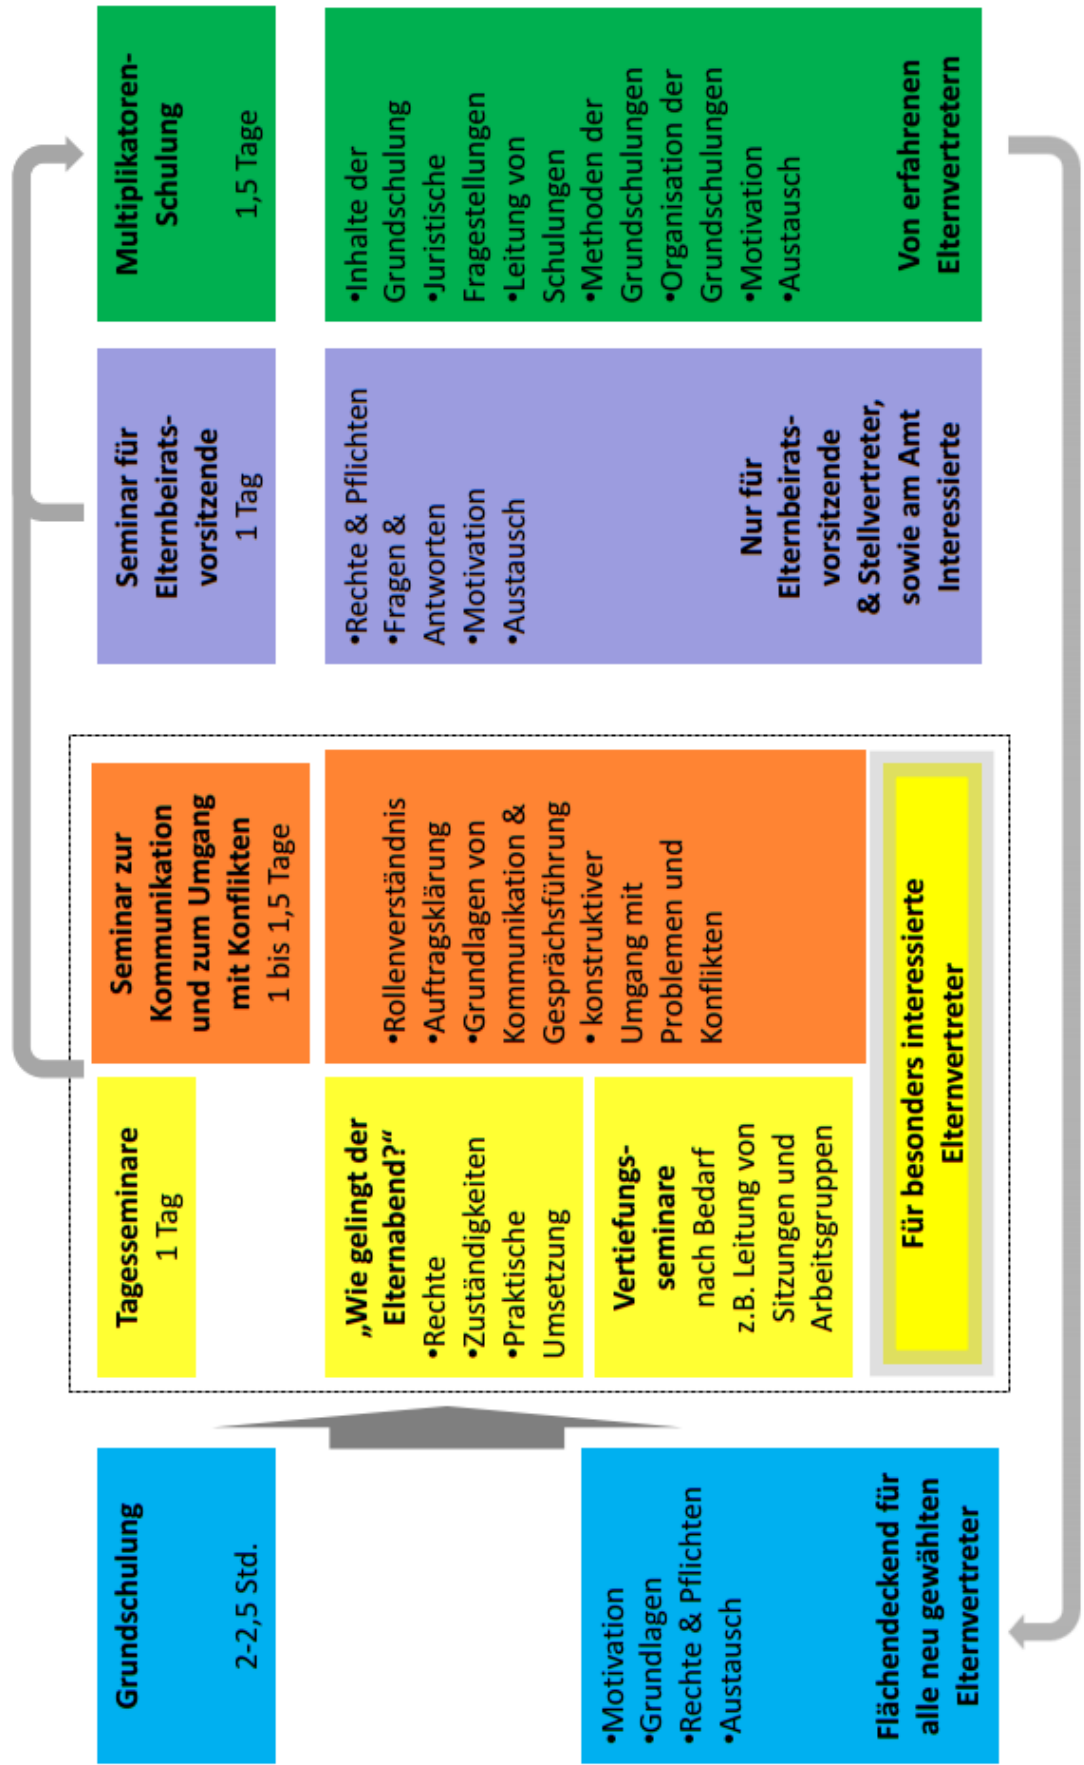 Grundschulung
2-2,5 Std.
•Motivation
•Grundlagen
•Rechte & Pflichten
•Austausch
Flächendeckend für
alle neu gewählten
Elternvertreter
Tagesseminare
1 Tag
„Wie gelingt der
Elternabend?“
•Rechte
•Zuständigkeiten
•Praktische
Umsetzung
Vertiefungs-
seminare
nach Bedarf
z.B. Leitung von
Sitzungen und
Arbeitsgruppen
Seminar zur
Kommunikation
und zum Umgang
mit Konflikten
1 bis 1,5 Tage
•Rollenverständnis
•Auftragsklärung
•Grundlagen von
Kommunikation &
Gesprächsführung
• konstruktiver
Umgang mit
Problemen und
Konflikten
Für besonders interessierte
Elternvertreter
Seminar für
Elternbeirats-
vorsitzende
1 Tag
•Rechte & Pflichten
•Fragen &
Antworten
•Motivation
•Austausch
Nur für
Elternbeirats-
vorsitzende
& Stellvertreter,
sowie am Amt
Interessierte
Multiplikatoren-
Schulung
1,5 Tage
•Inhalte der
Grundschulung
•Juristische
Fragestellungen
•Leitung von
Schulungen
•Methoden der
Grundschulungen
•Organisation der
Grundschulungen
•Motivation
•Austausch
Von erfahrenen
Elternvertretern